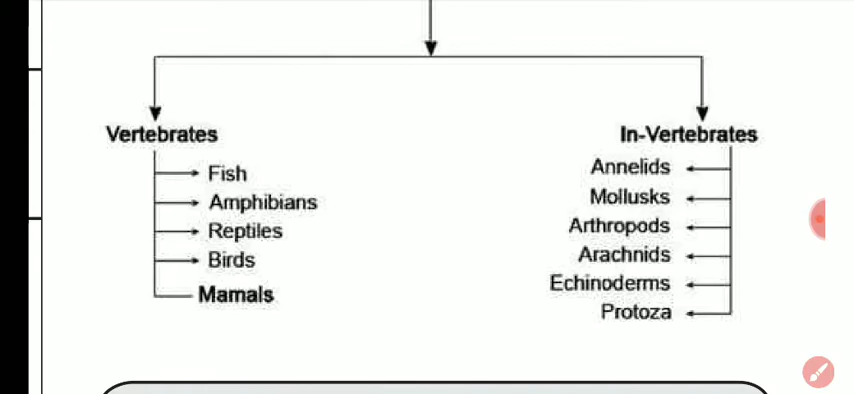 Vertebrates
Fish
Amphibians
Reptiles
Birds
Mamals
In-Vertebrates
Annelids
Mollusks
Arthropods
Arachnids
Echinoderms
Protoza